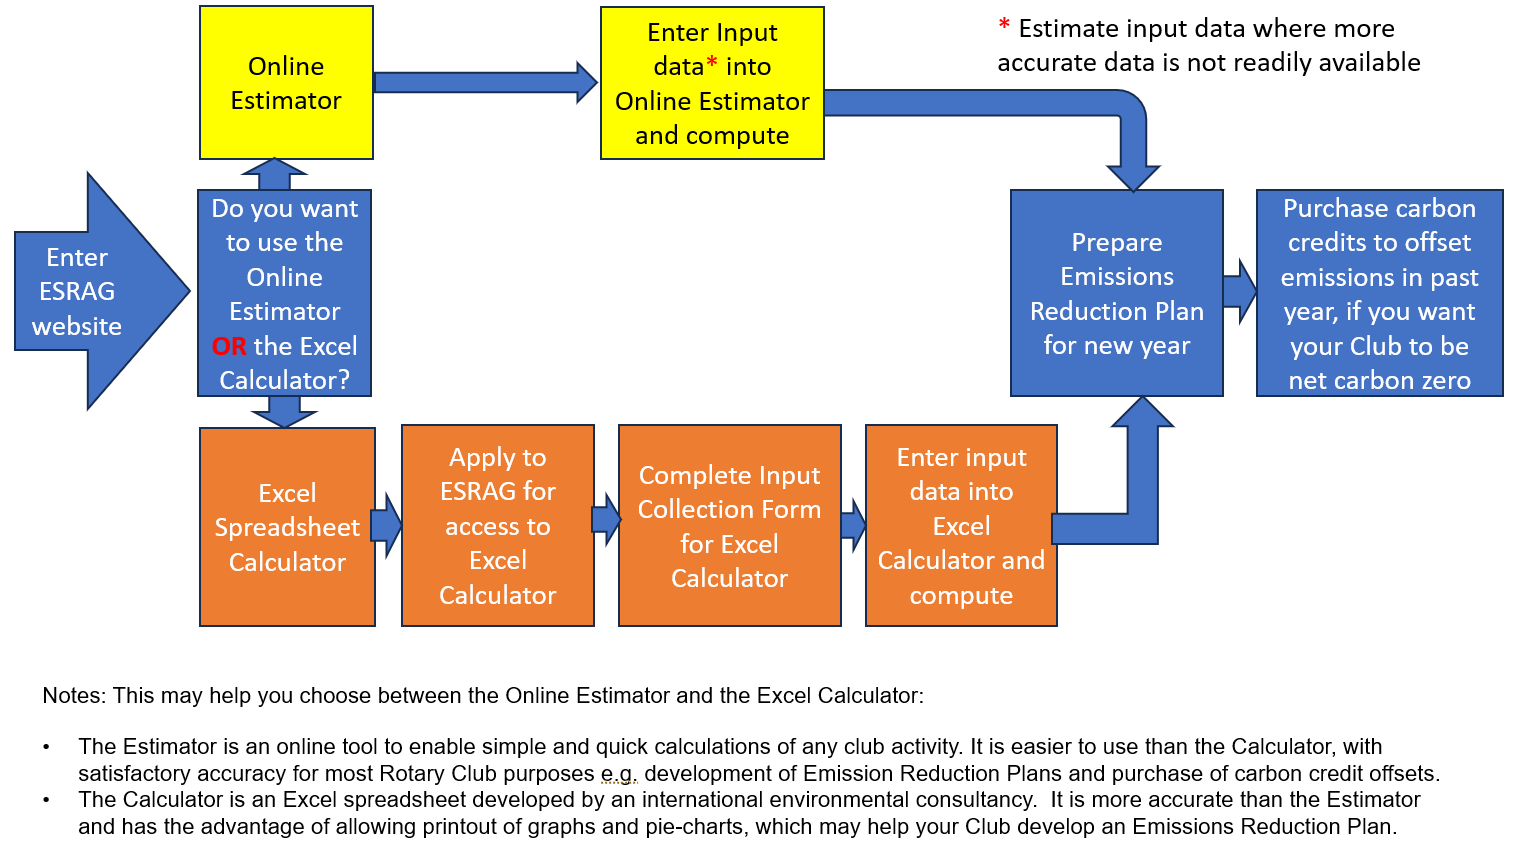 Online
Estimator
Enter Input
data* into
Online Estimator
and compute
* Estimate input data where more
accurate data is not readily available
Enter
ESRAG
website
Do you want
to use the
Online
Estimator
OR the Excel
Calculator?
Prepare
Emissions
Reduction Plan
for new year
Purchase carbon
credits to offset
emissions in past
year, if you want
your Club to be
net carbon zero
Excel
Spreadsheet
Calculator
Apply to
ESRAG for
access to
Excel
Calculator
Complete Input
Collection Form
for Excel
Calculator
Enter input
data into
Excel
Calculator and
compute
Notes: This may help you choose between the Online Estimator and the Excel Calculator:
• The Estimator is an online tool to enable simple and quick calculations of any club activity. It is easier to use than the Calculator, with
satisfactory accuracy for most Rotary Club purposes e.g. development of Emission Reduction Plans and purchase of carbon credit offsets.
• The Calculator is an Excel spreadsheet developed by an international environmental consultancy.  It is more accurate than the Estimator
and has the advantage of allowing printout of graphs and pie-charts, which may help your Club develop an Emissions Reduction Plan.